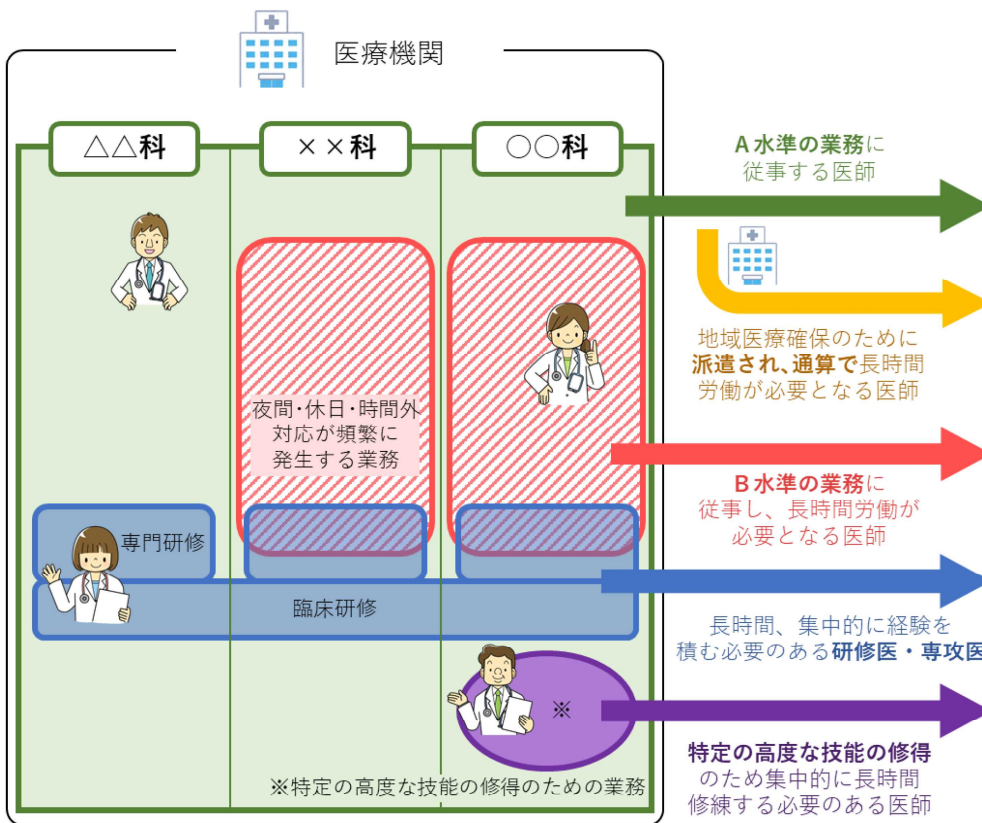 医療機関
△△科
××科
○○科
夜間・休日・時間外
対応が頻繁に
発生する業務
専門研修
臨床研修
※
※特定の高度な技能の修得のための業務
A水準の業務に
従事する医師
地域医療確保のために
派遣され、通算で長時間
労働が必要となる医師
B水準の業務に
従事し、長時間労働が
必要となる医師
長時間、集中的に経験を
積む必要のある研修医・専攻医
特定の高度な技能の修得
のため集中的に長時間
修練する必要のある医師